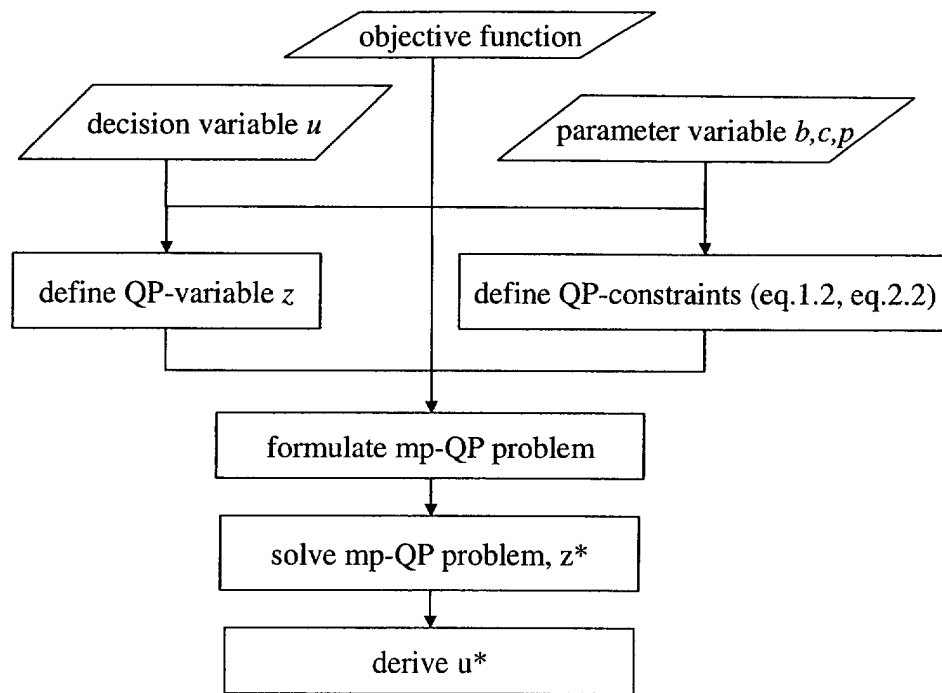 objective function
decision variable u
parameter variable b,c,p
define QP-variable z
define QP-constraints (eq.1.2, eq.2.2)
formulate mp-QP problem
solve mp-QP problem, z*
derive u*